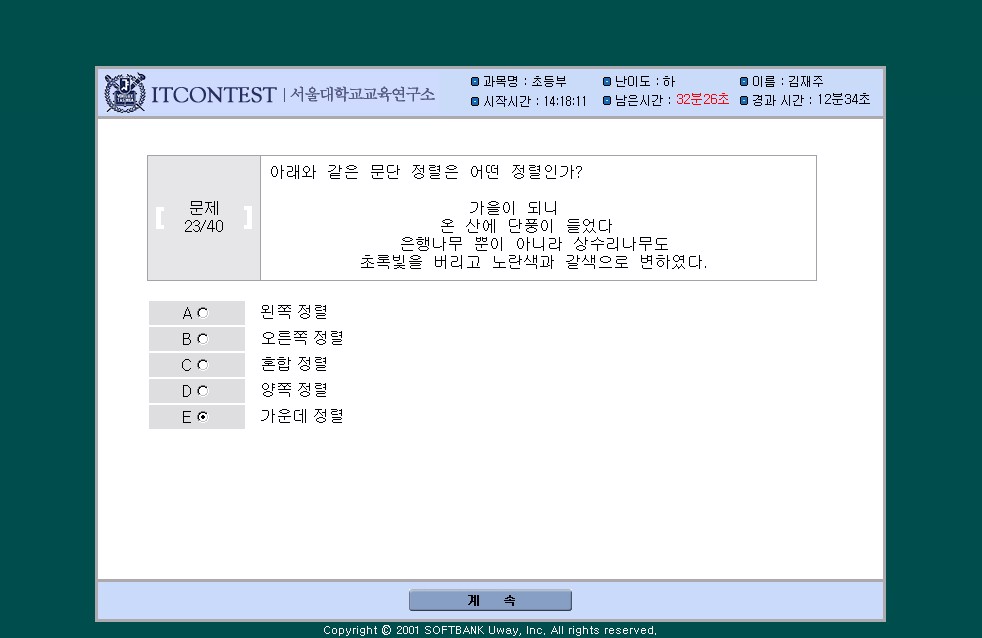 ITCONTEST | 서울대학교교육연구소
과목명 : 초등부 난이도 : 하 이름 : 김재주
시작시간 : 14:18:11 남은시간 : 32분26초 경과 시간 : 12분34초
아래와 같은 문단 정렬은 어떤 정렬인가?
문제
23/40
가을이 되니
온 산에 단풍이 들었다
은행나무 뿐이 아니라 상수리나무도
초록빛을 버리고 노란색과 갈색으로 변하였다.
A 왼쪽 정렬
B 오른쪽 정렬
C 혼합 정렬
D 양쪽 정렬
E 가운데 정렬
계 속
Copyright © 2001 SOFTBANK Uway, Inc, All rights reserved,